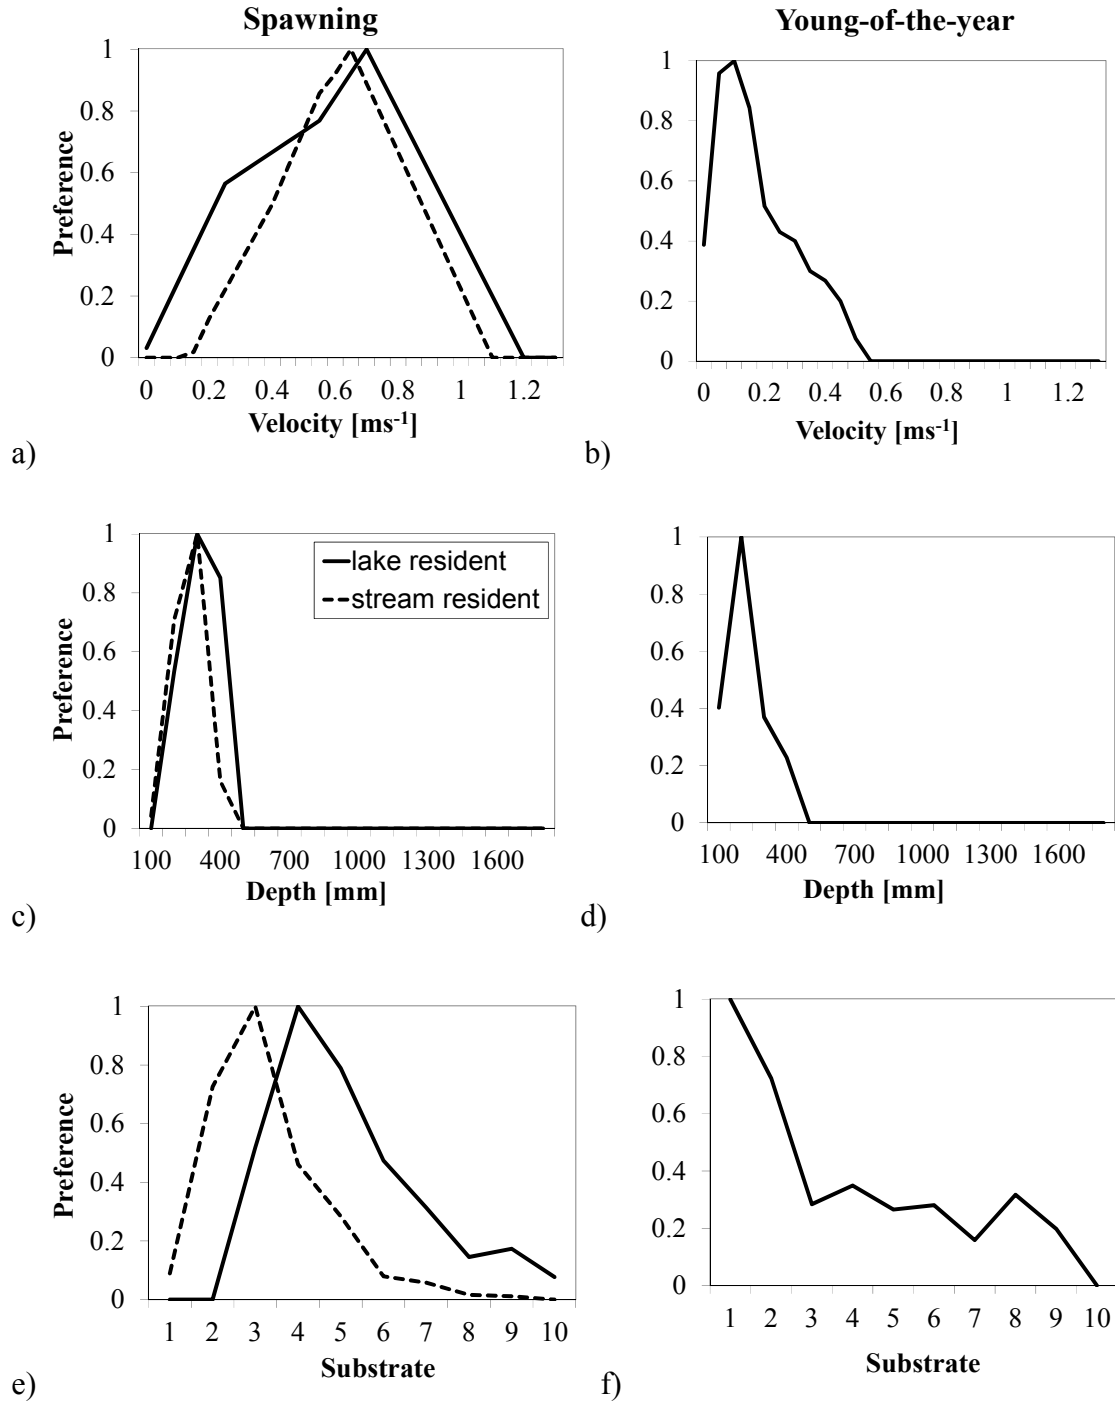 Spawning
Young-of-the-year
1
0.8
0.6
0.4
0.2
0
Preference
0 0.2 0.4 0.6 0.8 1 1.2
Velocity [ms-1]
a)
1
0.8
0.6
0.4
0.2
0
0 0.2 0.4 0.6 0.8 1 1.2
Velocity [ms-1]
b)
1
0.8
0.6
0.4
0.2
0
Preference
lake resident
stream resident
100 400 700 1000 1300 1600
Depth [mm]
c)
1
0.8
0.6
0.4
0.2
0
100 400 700 1000 1300 1600
Depth [mm]
d)
1
0.8
0.6
0.4
0.2
0
Preference
1 2 3 4 5 6 7 8 9 10
Substrate
e)
1
0.8
0.6
0.4
0.2
0
1 2 3 4 5 6 7 8 9 10
Substrate
f)